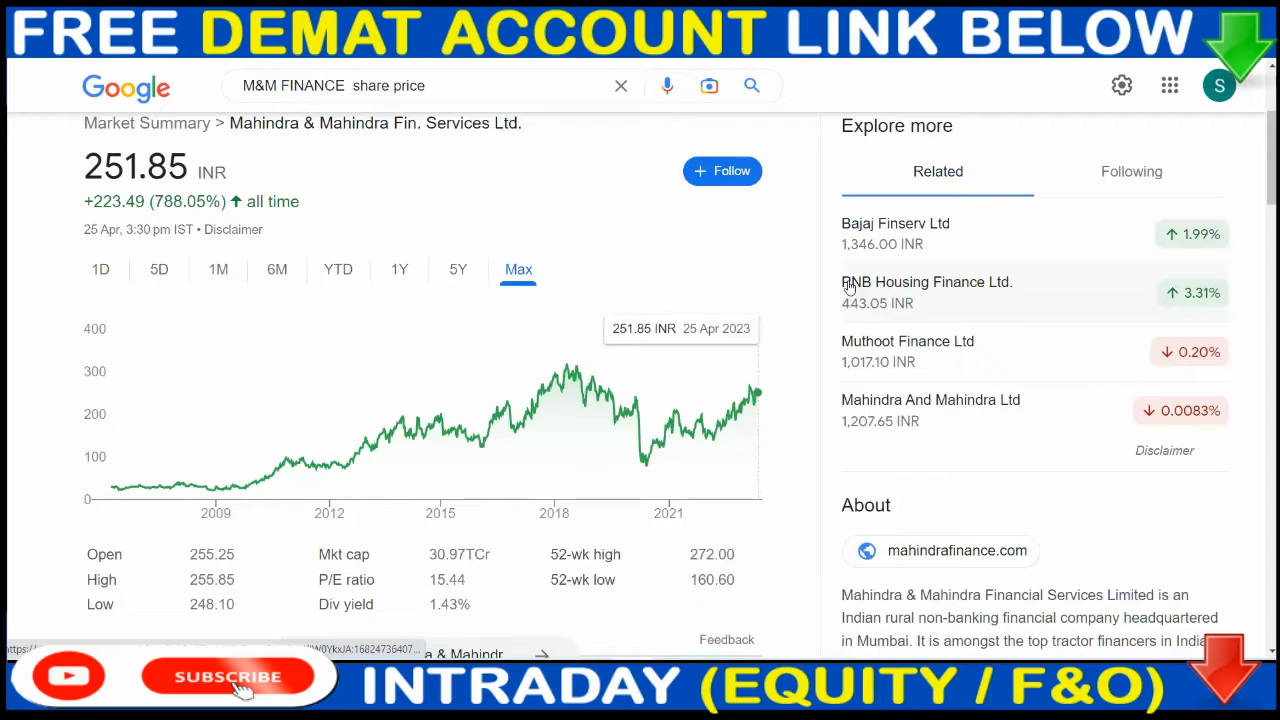 FREE DEMAT ACCOUNT LINK BELOW
Google
M&M FINANCE share price
S
Market Summary > Mahindra & Mahindra Fin. Services Ltd.
251.85 INR
+ Follow
+223.49 (788.05%) ↑ all time
25 Apr, 3:30 pm IST • Disclaimer
1D 5D 1M 6M YTD 1Y 5Y Max
251.85 INR 25 Apr 2023
400
300
200
100
0
2009 2012 2015 2018 2021
Open 255.25 Mkt cap 30.97TCr 52-wk high 272.00
High 255.85 P/E ratio 15.44 52-wk low 160.60
Low 248.10 Div yield 1.43%
Feedback
Explore more
Related Following
Bajaj Finserv Ltd
1,346.00 INR
↑ 1.99%
PNB Housing Finance Ltd.
443.05 INR
↑ 3.31%
Muthoot Finance Ltd
1,017.10 INR
↓ 0.20%
Mahindra And Mahindra Ltd
1,207.65 INR
↓ 0.0083%
Disclaimer
About
mahindrafinance.com
Mahindra & Mahindra Financial Services Limited is an
Indian rural non-banking financial company headquartered
in Mumbai. It is amongst the top tractor financers in India
SUBSCRIBE
INTRADAY (EQUITY / F&O)